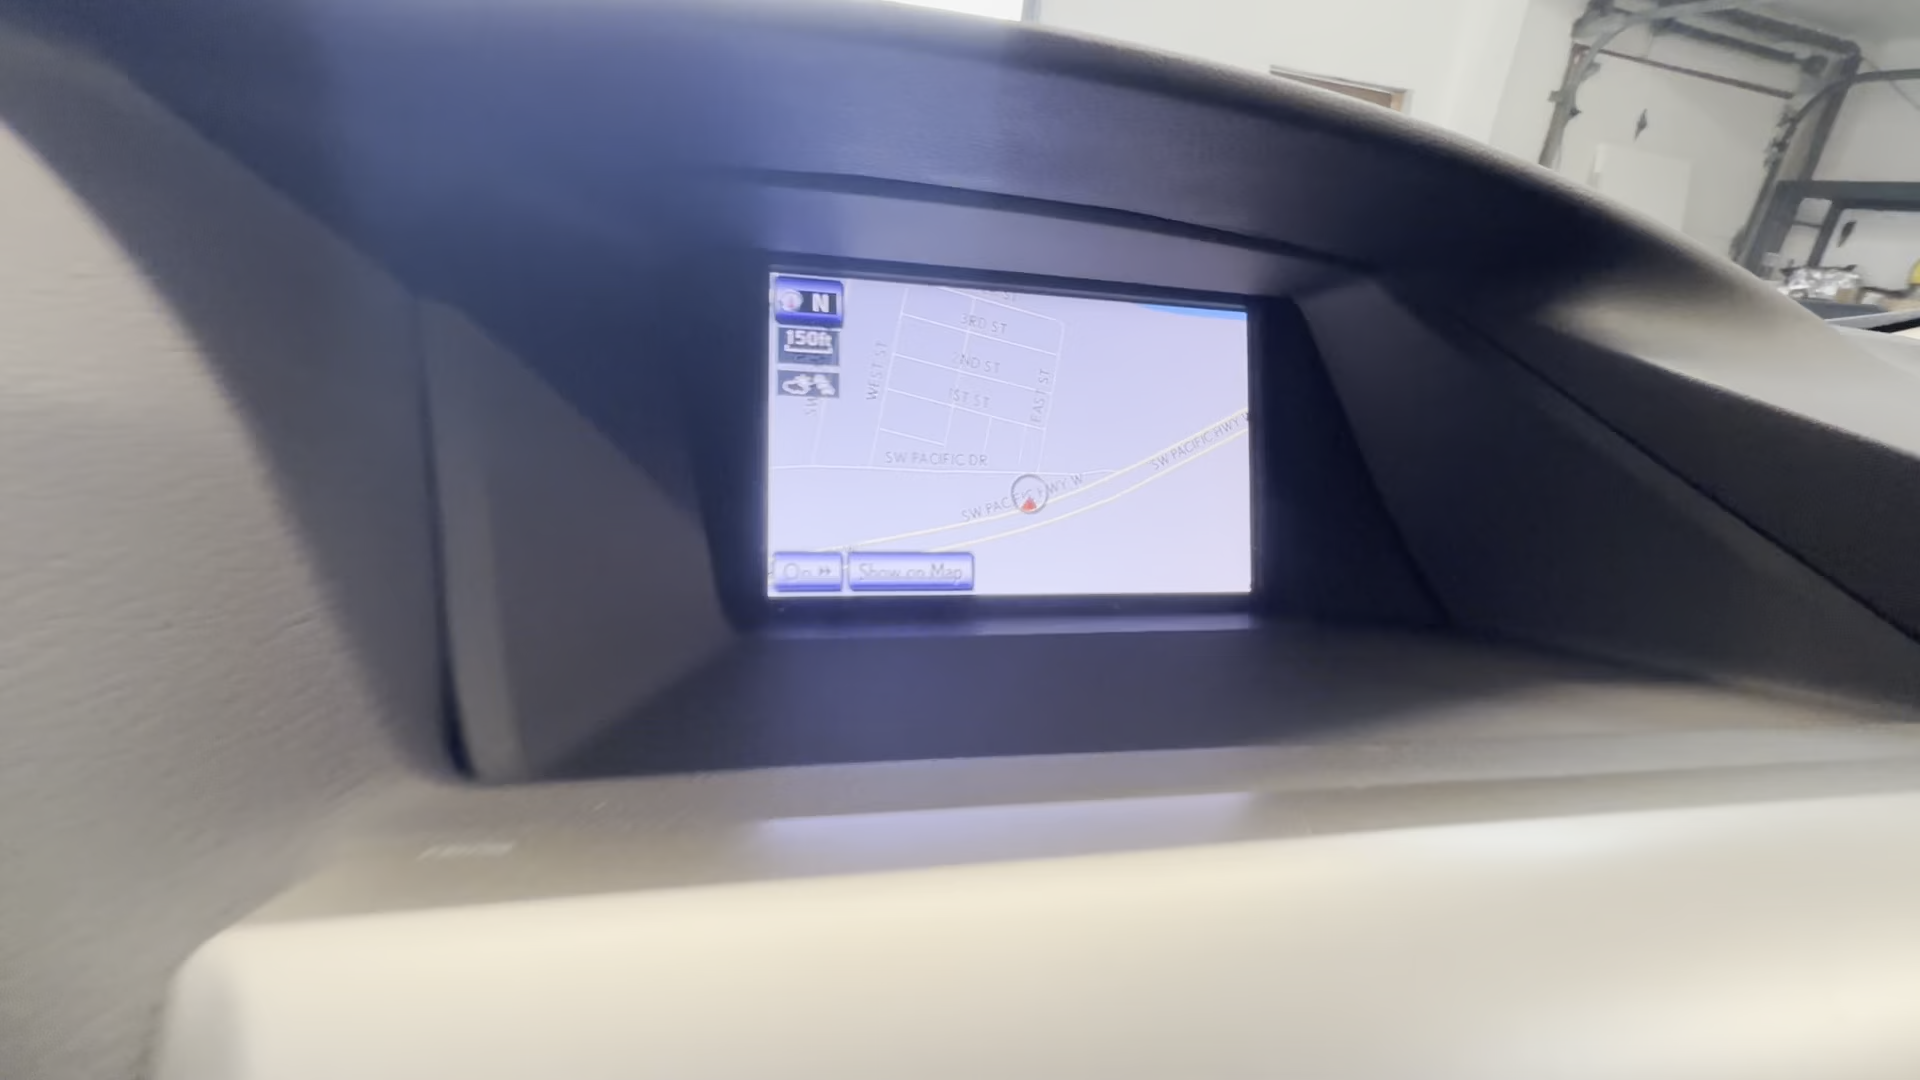 N
150ft
3RD ST
2ND ST
1ST ST
WEST ST
EAST ST
SW
SW PACIFIC DR
SW PACIFIC HWY W
SW PACIFIC HWY W
On
Show on Map